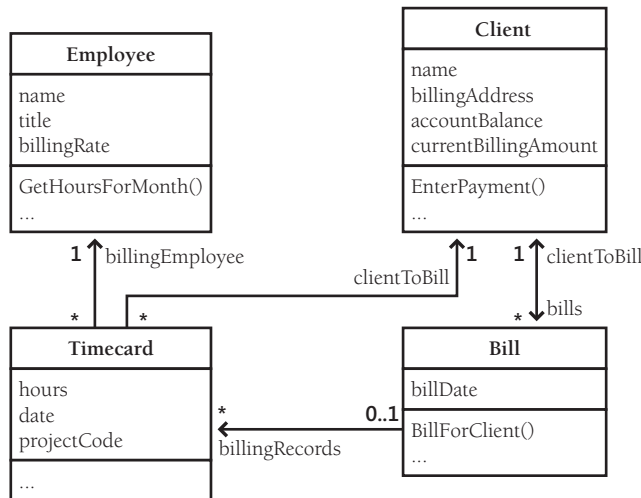 Employee
name
title
billingRate
GetHoursForMonth()
...
Client
name
billingAddress
accountBalance
currentBillingAmount
EnterPayment()
...
1
billingEmployee
1
1
clientToBill
clientToBill
*
*
*
bills
Timecard
hours
date
projectCode
...
*
0..1
billingRecords
Bill
billDate
BillForClient()
...